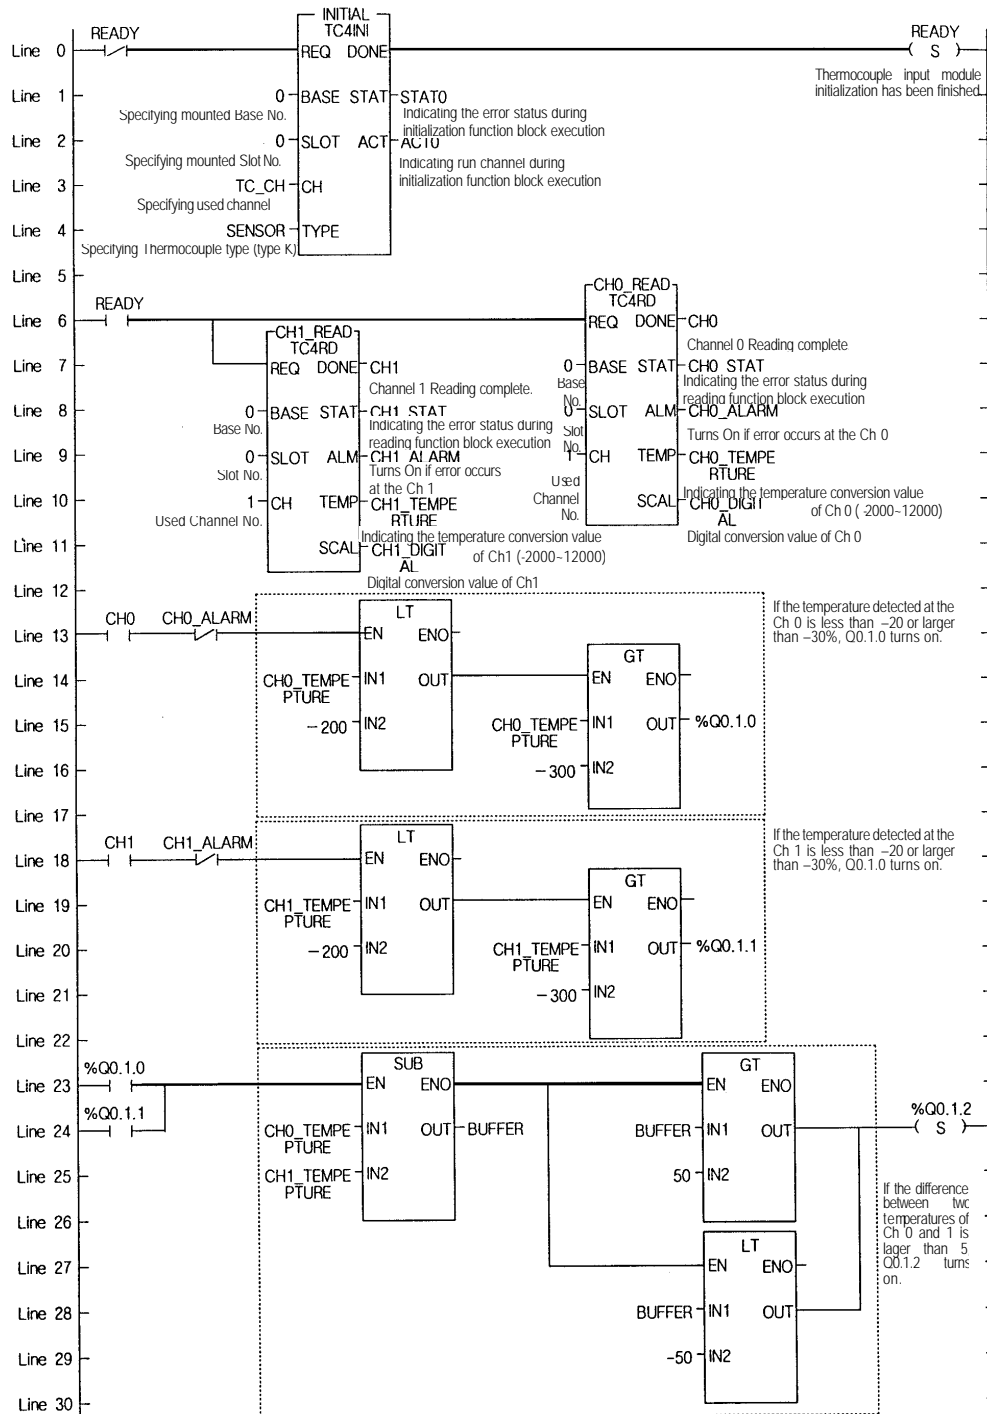 INITIAL
READY TC4INI READY
Line 0 REQ DONE ( S )
Thermocouple input module
initialization has been finished.
Line 1 0 BASE STAT STAT0
Specifying mounted Base No. Indicating the error status during
initialization function block execution
Line 2 0 SLOT ACT ACT0
Specifying mounted Slot No. Indicating run channel during
initialization function block execution
Line 3 TC_CH CH
Specifying used channel
Line 4 SENSOR TYPE
Specifying Thermocouple type (type K)
Line 5
CH0_READ
READY TC4RD
Line 6 REQ DONE CH0
CH1_READ
TC4RD Channel 0 Reading complete
Line 7 REQ DONE CH1 0 BASE STAT CH0_STAT
Channel 1 Reading complete. Base No. Indicating the error status during
reading function block execution
Line 8 0 BASE STAT CH1_STAT 0 SLOT ALM CH0_ALARM
Base No. Indicating the error status during
reading function block execution Slot No. Turns On if error occurs at the Ch 0
Line 9 0 SLOT ALM CH1_ALARM 1 CH TEMP CH0_TEMPE
RTURE
Slot No. Turns On if error occurs
at the Ch 1 Used Channel No. Indicating the temperature conversion value
of Ch 0 ( -2000~12000)
Line 10 1 CH TEMP CH1_TEMPE
RTURE SCAL CH0_DIGIT
AL
Used Channel No. Indicating the temperature conversion value
of Ch1 (-2000~12000) Digital conversion value of Ch 0
Line 11 SCAL CH1_DIGIT
AL
Digital conversion value of Ch1
Line 12
LT If the temperature detected at the
Ch 0 is less than –20 or larger
than –30%, Q0.1.0 turns on.
CH0 CH0_ALARM
Line 13 EN ENO
GT
Line 14 CH0_TEMPE
PTURE IN1 OUT EN ENO
Line 15 -200 IN2 CH0_TEMPE
PTURE IN1 OUT %Q0.1.0
Line 16 -300 IN2
Line 17
LT If the temperature detected at the
Ch 1 is less than –20 or larger
than –30%, Q0.1.0 turns on.
CH1 CH1_ALARM
Line 18 EN ENO
GT
Line 19 CH1_TEMPE
PTURE IN1 OUT EN ENO
Line 20 -200 IN2 CH1_TEMPE
PTURE IN1 OUT %Q0.1.1
Line 21 -300 IN2
Line 22
%Q0.1.0 SUB GT
Line 23 EN ENO EN ENO
%Q0.1.1 %Q0.1.2
Line 24 CH0_TEMPE
PTURE IN1 OUT BUFFER BUFFER IN1 OUT ( S )
Line 25 CH1_TEMPE
PTURE IN2 50 IN2
If the difference
between two
temperatures of
Ch 0 and 1 is
lager than 5
Q0.1.2 turns
on.
Line 26
LT
Line 27 EN ENO
Line 28 BUFFER IN1 OUT
Line 29 -50 IN2
Line 30